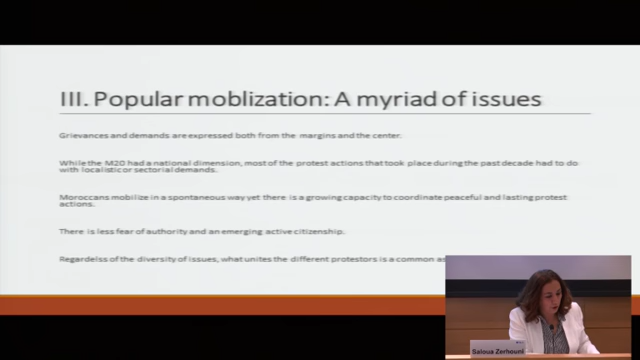 III. Popular moblization: A myriad of issues
Grievances and demands are expressed both from the margins and the center.
While the M20 had a national dimension, most of the protest actions that took place during the past decade had to do
with localistic or sectorial demands.
Moroccans mobilize in a spontaneous way yet there is a growing capacity to coordinate peaceful and lasting protest
actions.
There is less fear of authority and an emerging active citizenship.
Regardelss of the diversity of issues, what unites the different protestors is a common
Saloua Zerhouni